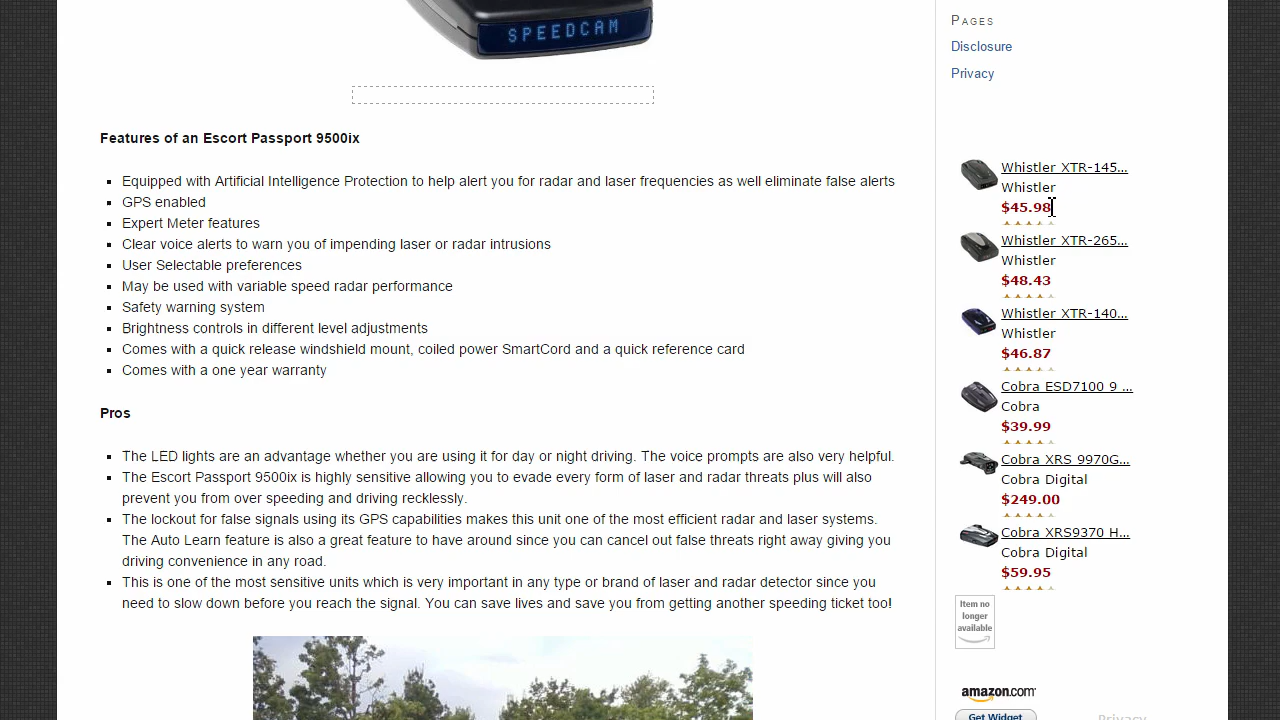 SPEEDCAM
Features of an Escort Passport 9500ix
Equipped with Artificial Intelligence Protection to help alert you for radar and laser frequencies as well eliminate false alerts
GPS enabled
Expert Meter features
Clear voice alerts to warn you of impending laser or radar intrusions
User Selectable preferences
May be used with variable speed radar performance
Safety warning system
Brightness controls in different level adjustments
Comes with a quick release windshield mount, coiled power SmartCord and a quick reference card
Comes with a one year warranty
Pros
The LED lights are an advantage whether you are using it for day or night driving. The voice prompts are also very helpful.
The Escort Passport 9500ix is highly sensitive allowing you to evade every form of laser and radar threats plus will also
prevent you from over speeding and driving recklessly.
The lockout for false signals using its GPS capabilities makes this unit one of the most efficient radar and laser systems.
The Auto Learn feature is also a great feature to have around since you can cancel out false threats right away giving you
driving convenience in any road.
This is one of the most sensitive units which is very important in any type or brand of laser and radar detector since you
need to slow down before you reach the signal. You can save lives and save you from getting another speeding ticket too!
Pages
Disclosure
Privacy
Whistler XTR-145...
Whistler
$45.98
Whistler XTR-265...
Whistler
$48.43
Whistler XTR-140...
Whistler
$46.87
Cobra ESD7100 9 ...
Cobra
$39.99
Cobra XRS 9970G...
Cobra Digital
$249.00
Cobra XRS9370 H...
Cobra Digital
$59.95
Item no
longer
available
amazon.com
Get Widget
Privacy